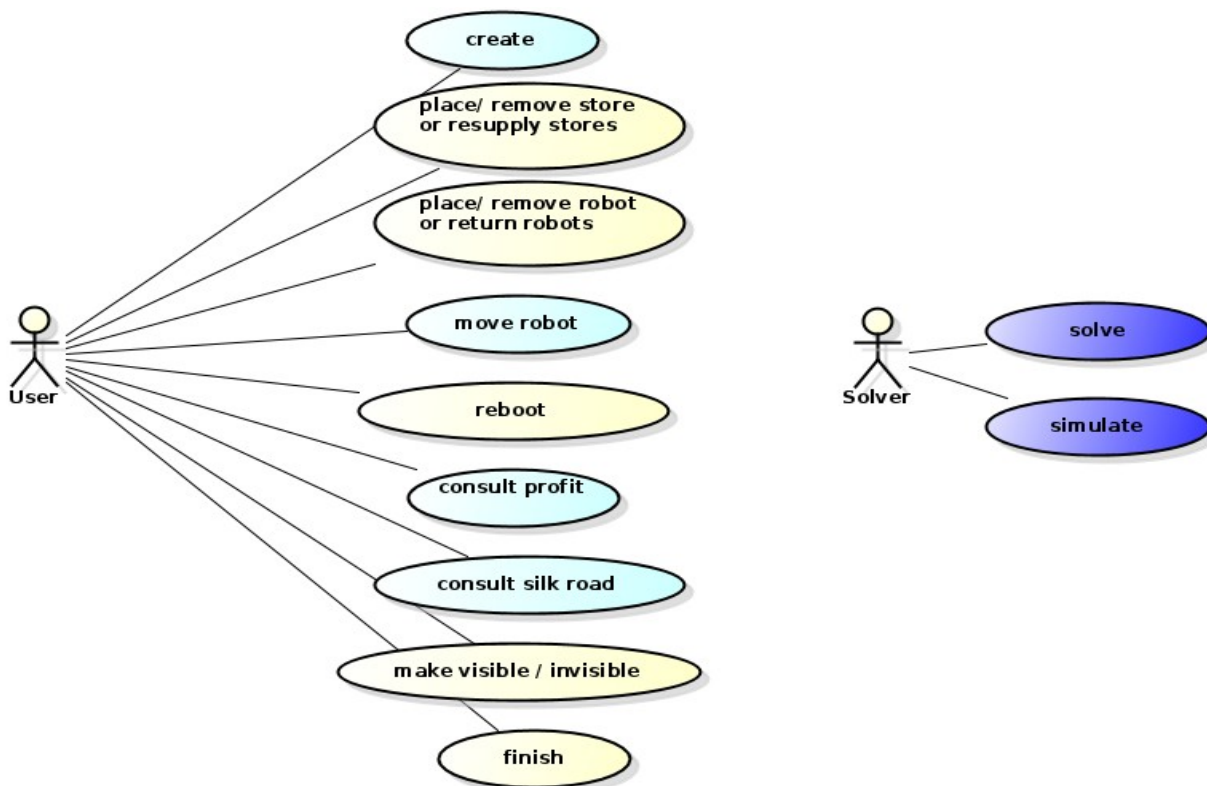 create
place/ remove store
or resupply stores
place/ remove robot
or return robots
move robot
reboot
consult profit
consult silk road
make visible / invisible
finish
User
Solver
solve
simulate